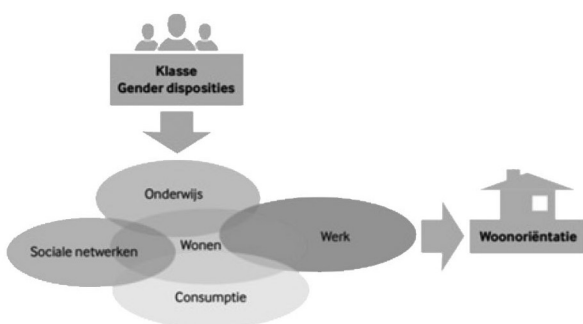 Klasse
Gender disposities
Onderwijs
Sociale netwerken
Wonen
Werk
Woonoriëntatie
Consumptie